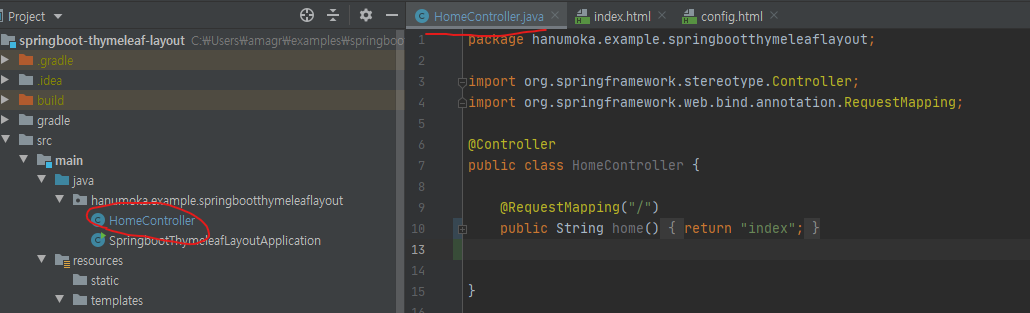 Project
springboot-thymeleaf-layout C:₩Users₩amagr₩examples₩springboo
.gradle
.idea
build
gradle
src
main
java
hanumoka.example.springbootthymeleaflayout
HomeController
SpringbootThymeleafLayoutApplication
resources
static
templates
HomeController.java
index.html
config.html
1 package hanumoka.example.springbootthymeleaflayout;
2
3 import org.springframework.stereotype.Controller;
4 import org.springframework.web.bind.annotation.RequestMapping;
5
6 @Controller
7 public class HomeController {
8
9 @RequestMapping("/")
10 public String home() { return "index"; }
13
14
15 }
16